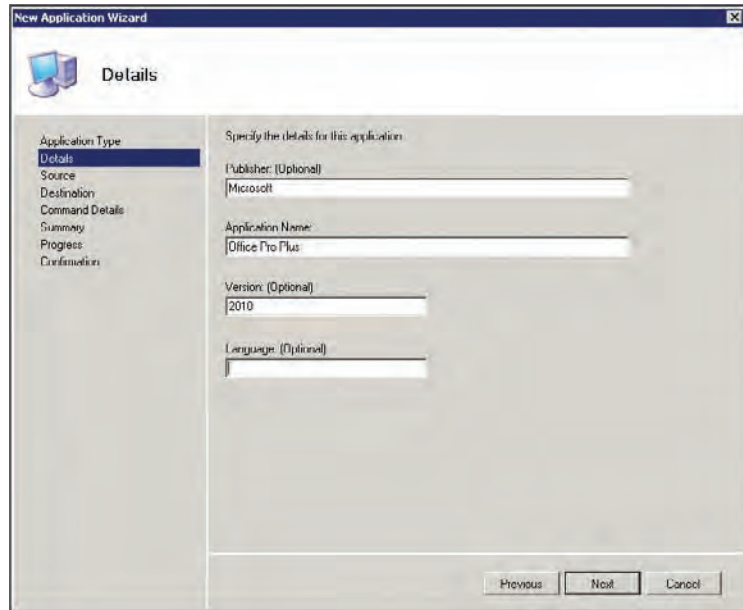 New Application Wizard
Details
Application Type
Details
Source
Destination
Command Details
Summary
Progress
Confirmation
Specify the details for this application.
Publisher: (Optional)
Microsoft
Application Name:
Office Pro Plus
Version: (Optional)
2010
Language: (Optional)
Previous
Next
Cancel